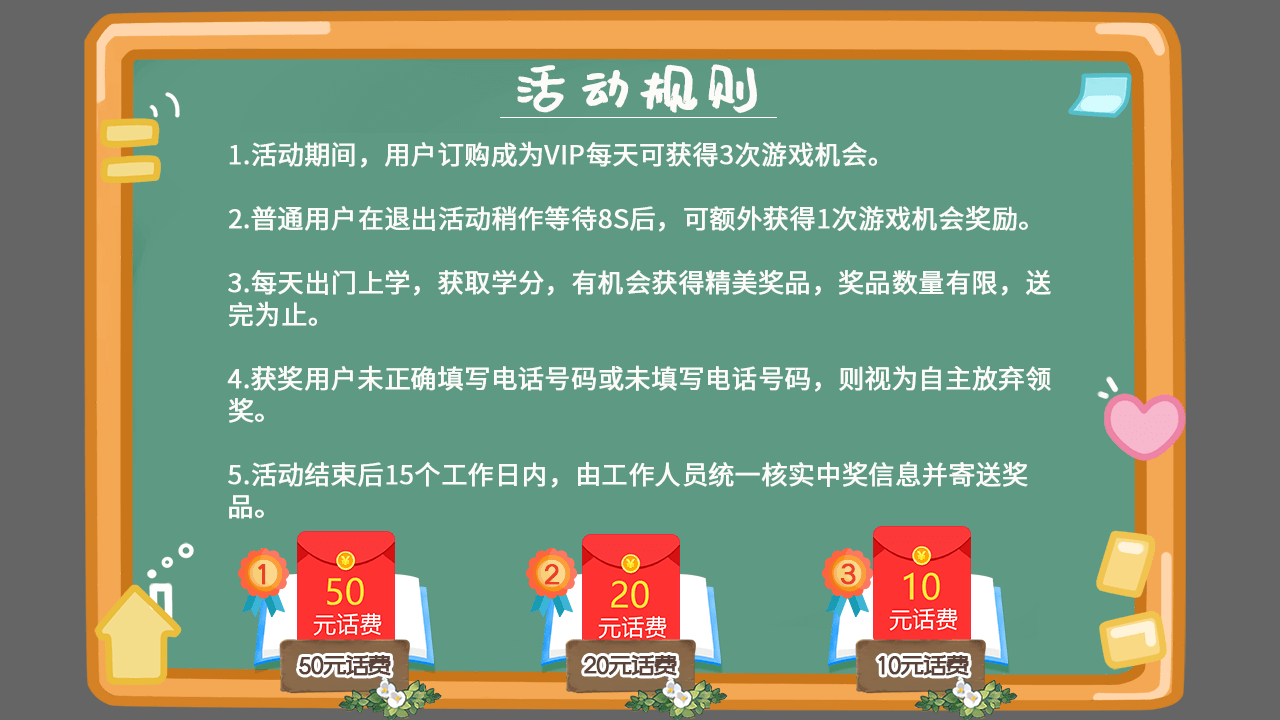 活动规则
1.活动期间，用户订购成为VIP每天可获得3次游戏机会。
2.普通用户在退出活动稍作等待8S后，可额外获得1次游戏机会奖励。
3.每天出门上学，获取学分，有机会获得精美奖品，奖品数量有限，送
完为止。
4.获奖用户未正确填写电话号码或未填写电话号码，则视为自主放弃领
奖。
5.活动结束后15个工作日内，由工作人员统一核实中奖信息并寄送奖
品。
1
50
元话费
50元话费
2
20
元话费
20元话费
3
10
元话费
10元话费